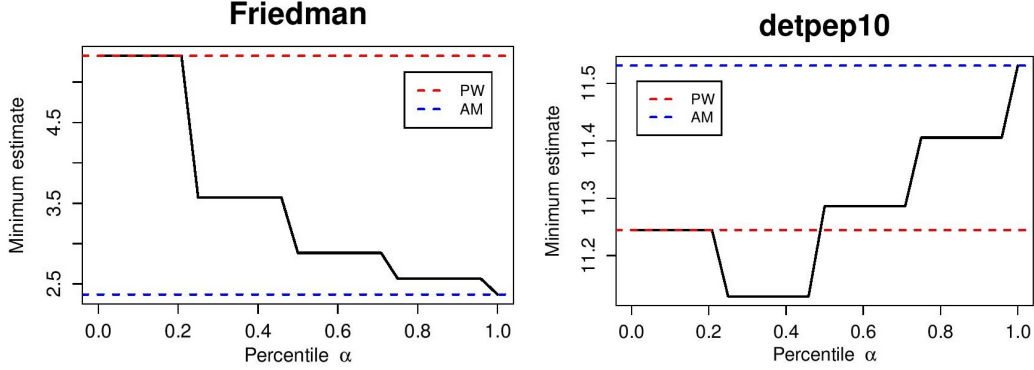 Friedman
Minimum estimate
4.5
3.5
2.5
PW
AM
0.0 0.2 0.4 0.6 0.8 1.0
Percentile α
detpep10
Minimum estimate
11.5
11.4
11.3
11.2
PW
AM
0.0 0.2 0.4 0.6 0.8 1.0
Percentile α